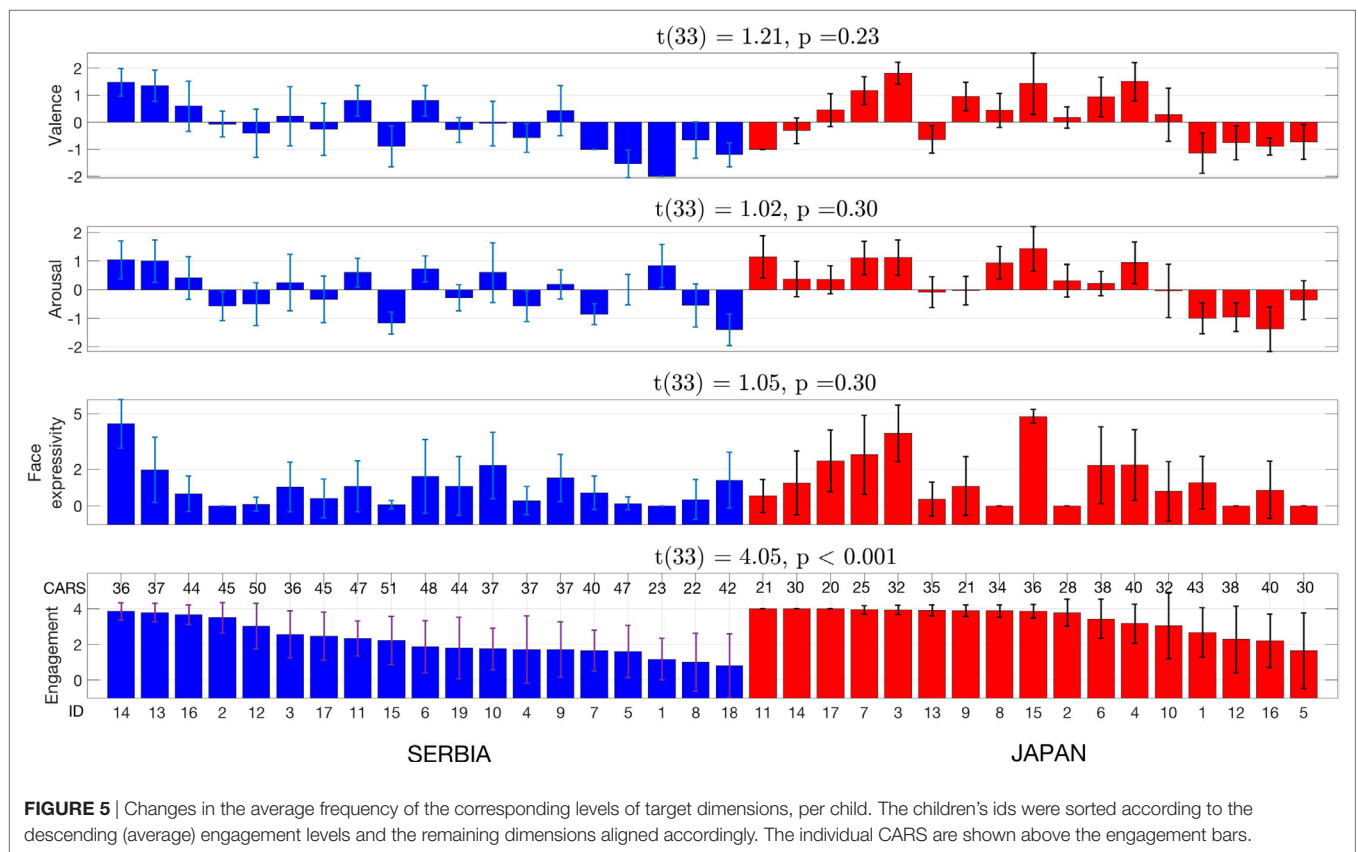 t(33) = 1.21, p =0.23
Valence
2
1
0
-1
-2
t(33) = 1.02, p =0.30
Arousal
2
1
0
-1
-2
t(33) = 1.05, p =0.30
Face
expressivity
5
2
0
t(33) = 4.05, p < 0.001
CARS 36 37 44 45 50 36 45 47 51 48 44 37 37 37 40 47 23 22 42 21 30 20 25 32 35 21 34 36 28 38 40 32 43 38 40 30
Engagement
4
2
0
ID 14 13 16 2 12 3 17 11 15 6 19 10 4 9 7 5 1 8 18 11 14 17 7 3 13 9 8 15 2 6 4 10 1 12 16 5
SERBIA JAPAN
FIGURE 5 | Changes in the average frequency of the corresponding levels of target dimensions, per child. The children’s ids were sorted according to the
descending (average) engagement levels and the remaining dimensions aligned accordingly. The individual CARS are shown above the engagement bars.